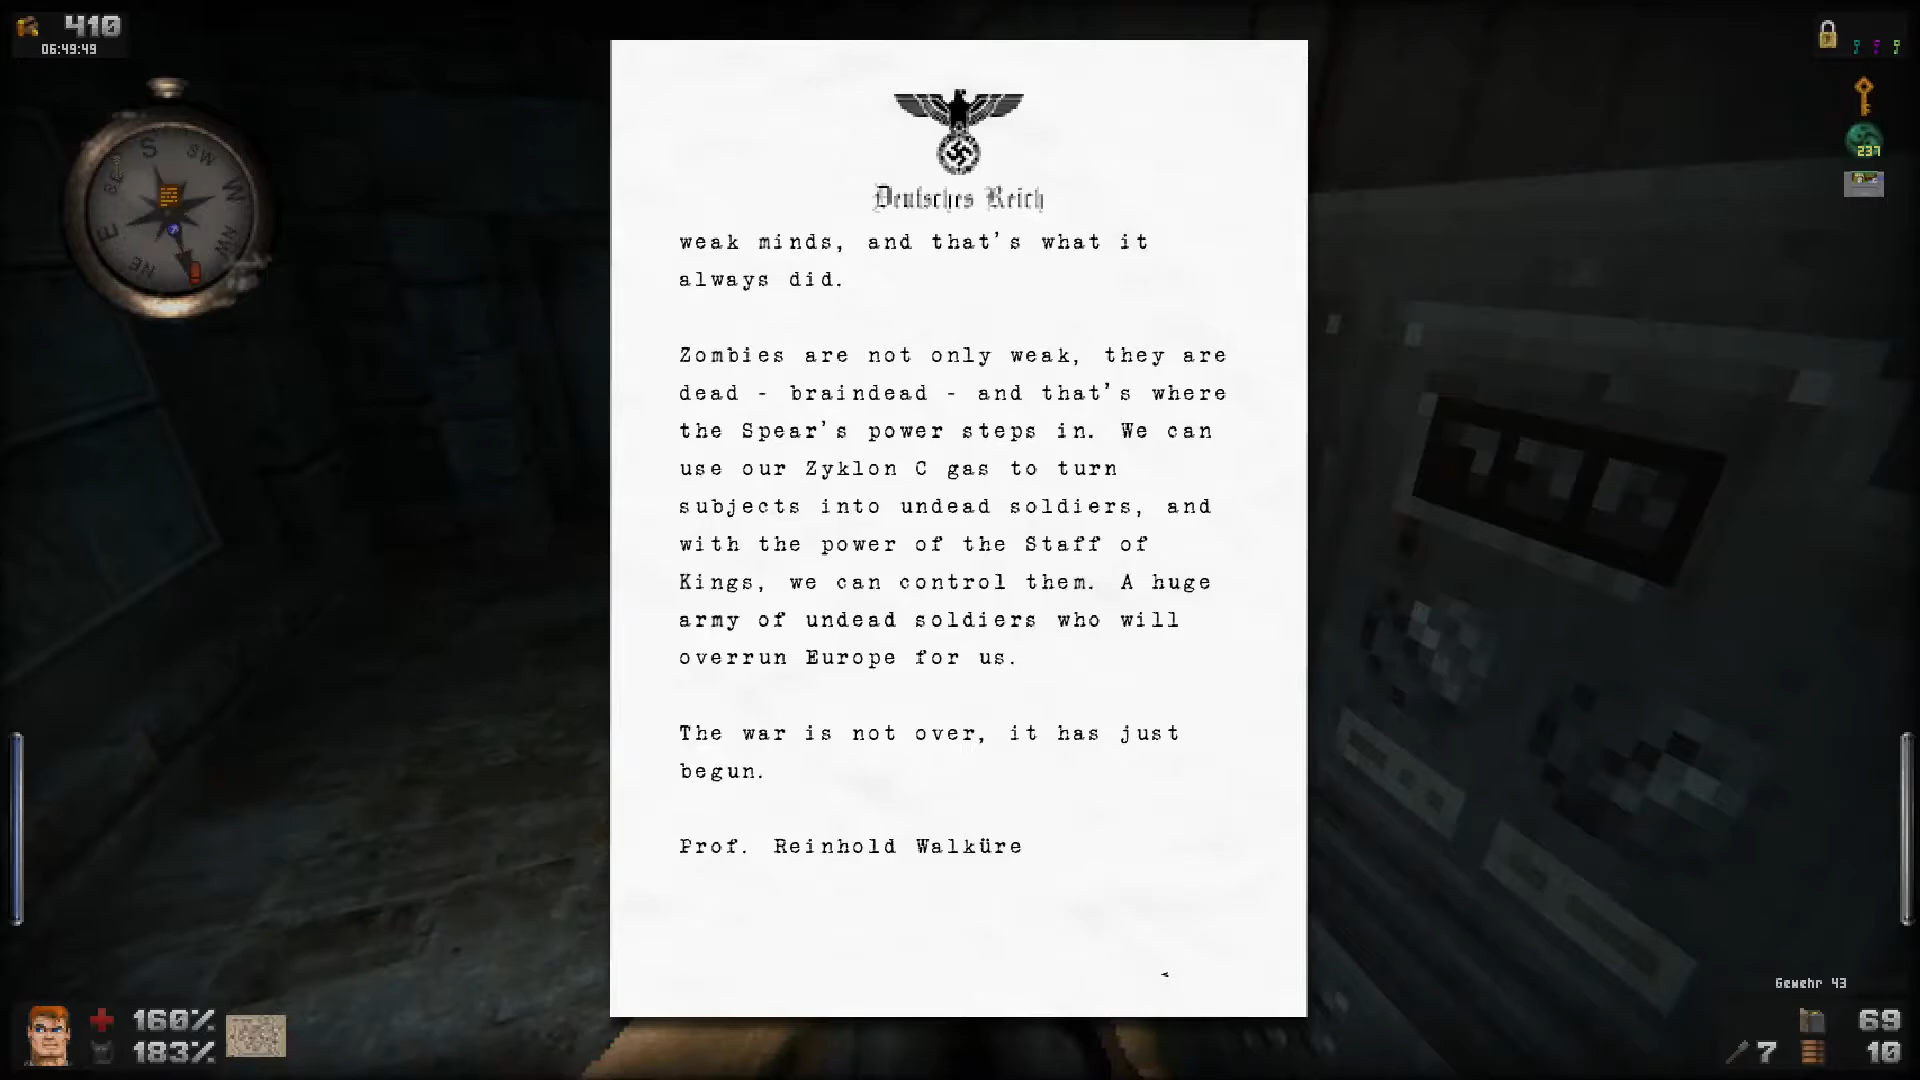 410
06:49:49
S
SW
W
NW
NE
E
SE
237
Deutsches Reich
weak minds, and that's what it
always did.
Zombies are not only weak, they are
dead - braindead - and that's where
the Spear's power steps in. We can
use our Zyklon C gas to turn
subjects into undead soldiers, and
with the power of the Staff of
Kings, we can control them. A huge
army of undead soldiers who will
overrun Europe for us.
The war is not over, it has just
begun.
Prof. Reinhold Walküre
160%
183%
Gewehr 43
69
7
10